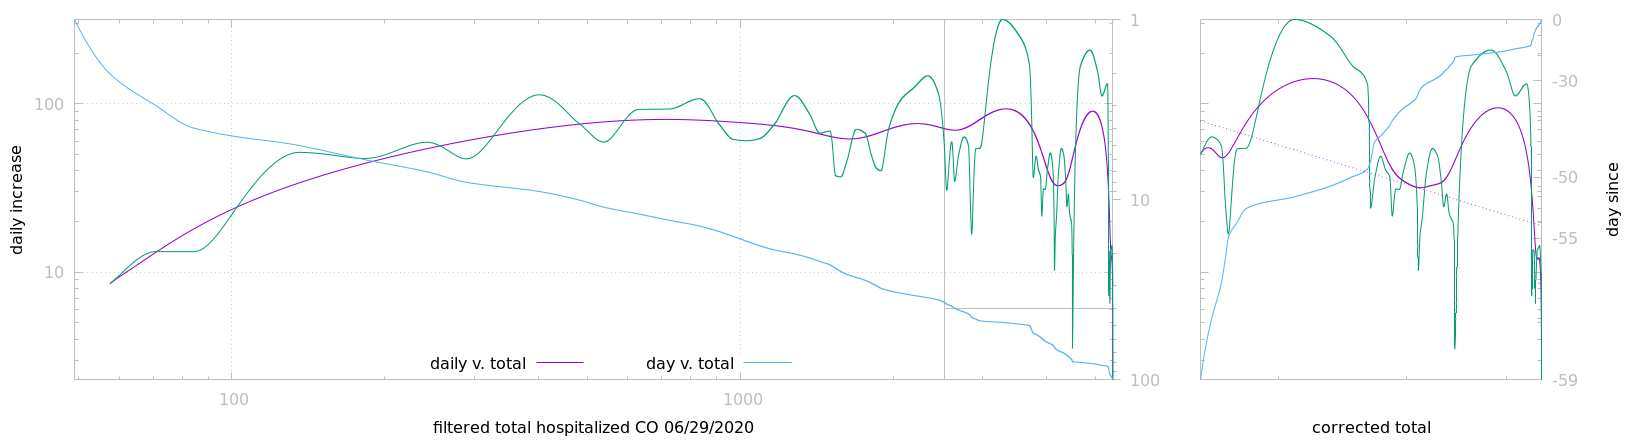 daily increase
100
10
daily v. total
day v. total
100
1000
filtered total hospitalized CO 06/29/2020
1
10
100
0
-30
-50
-55
-59
day since
corrected total